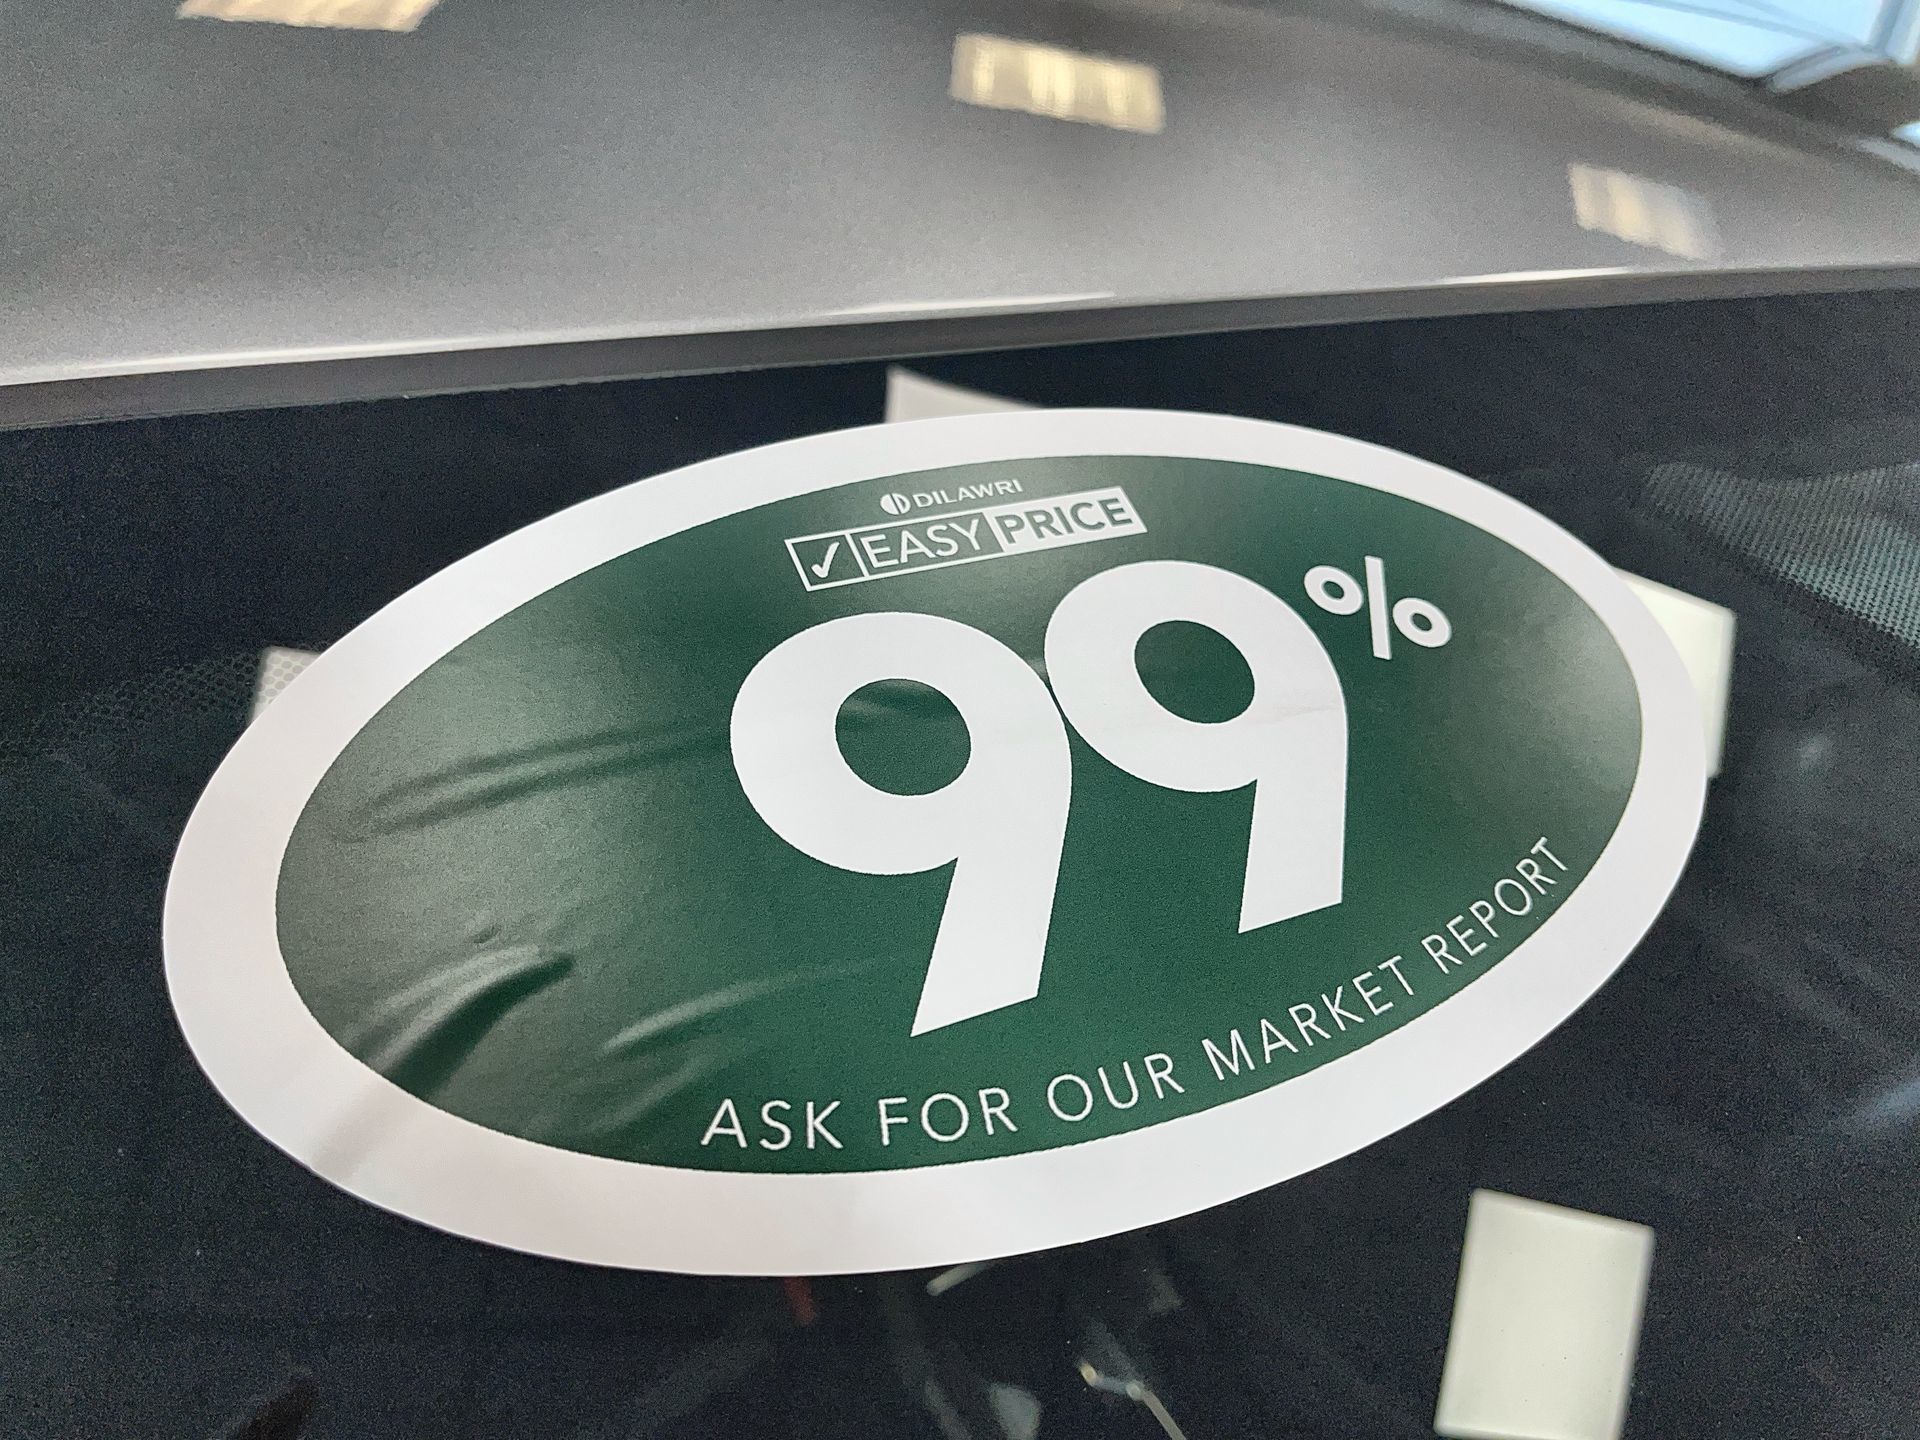 DILAWRI
EASY PRICE
99%
ASK FOR OUR MARKET REPORT